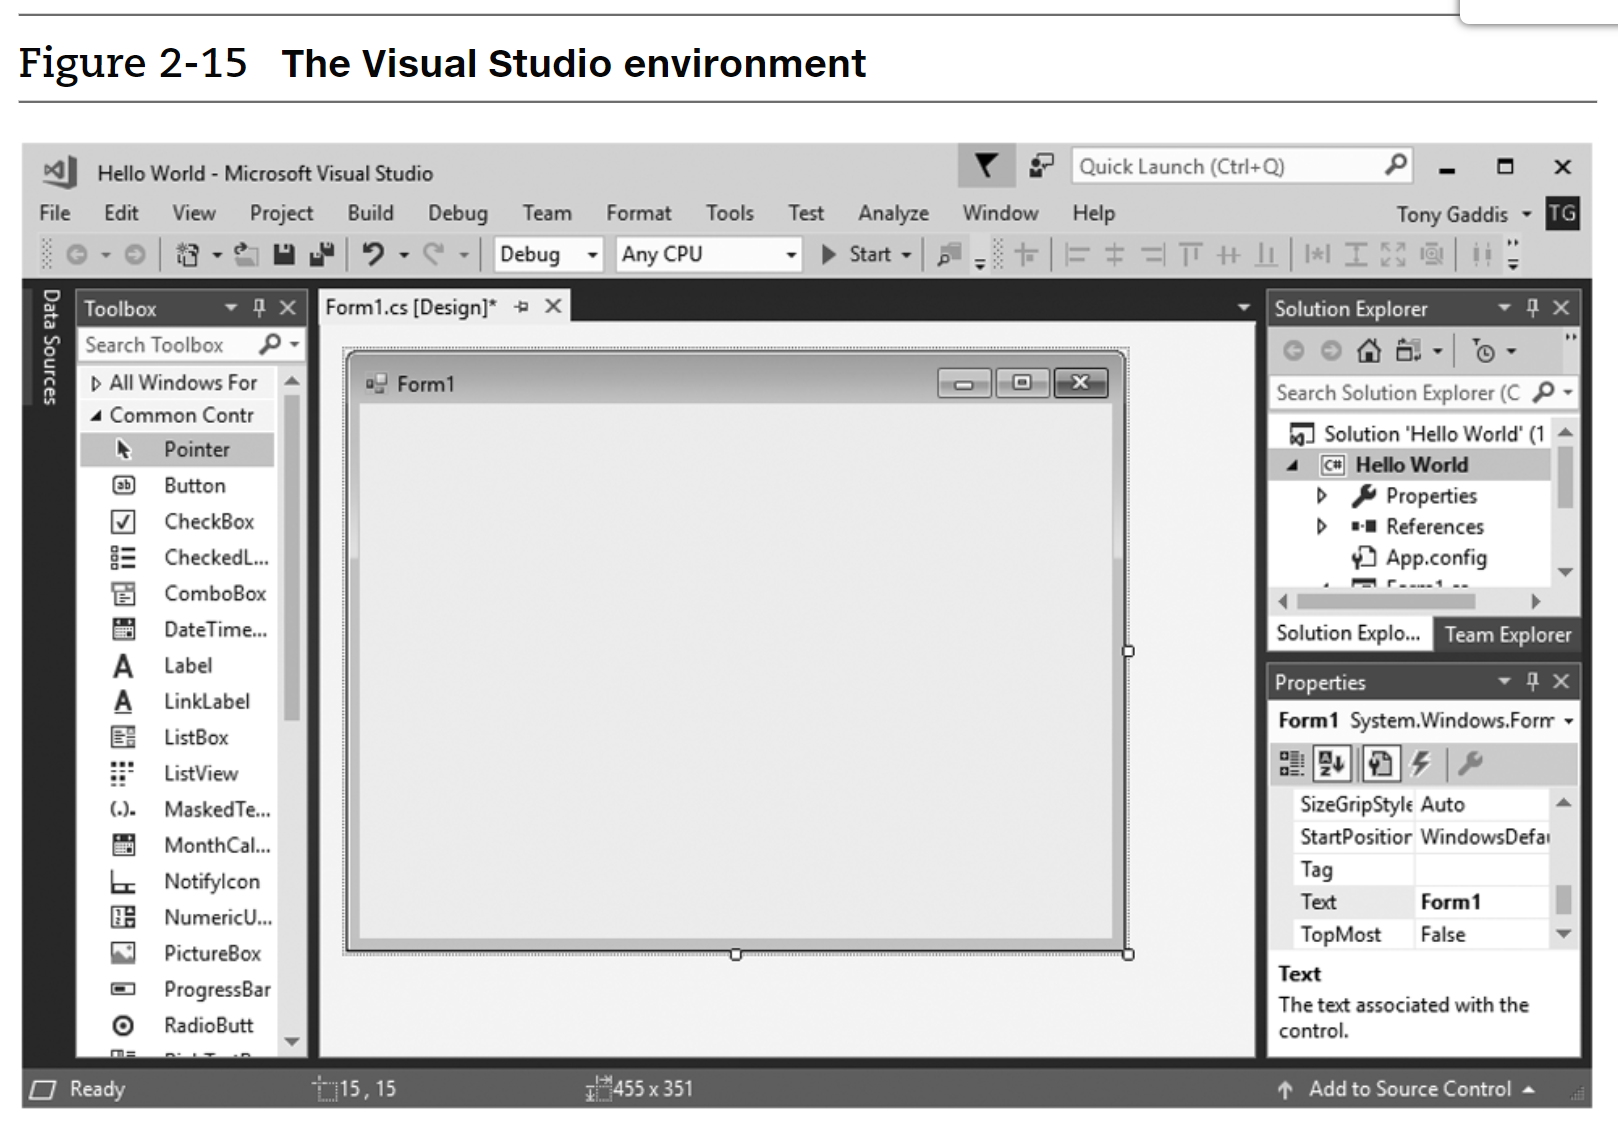 Figure 2-15 The Visual Studio environment
Hello World - Microsoft Visual Studio
Quick Launch (Ctrl+Q)
File Edit View Project Build Debug Team Format Tools Test Analyze Window Help
Tony Gaddis TG
Debug Any CPU Start
Data Sources
Toolbox
Search Toolbox
All Windows For
Common Contr
Pointer
Button
CheckBox
CheckedL...
ComboBox
DateTime...
Label
LinkLabel
ListBox
ListView
MaskedTe...
MonthCal...
NotifyIcon
NumericU...
PictureBox
ProgressBar
RadioButt
Form1.cs [Design]*
Form1
Solution Explorer
Search Solution Explorer (C
Solution 'Hello World' (1
C# Hello World
Properties
References
App.config
Form1.cs
Solution Explo... Team Explorer
Properties
Form1 System.Windows.Form
SizeGripStyle Auto
StartPosition WindowsDefau
Tag
Text Form1
TopMost False
Text
The text associated with the
control.
Ready 15, 15 455 x 351 Add to Source Control